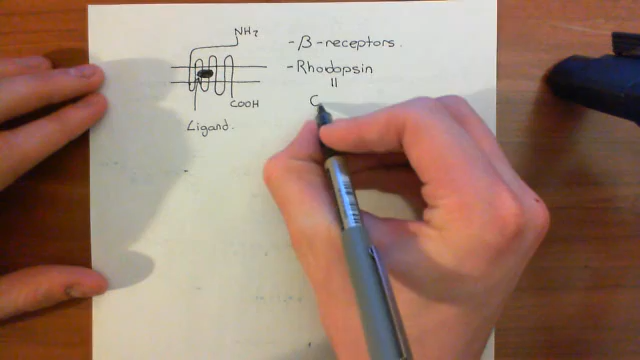 NH₂
- β-receptors.
- Rhodopsin
COOH
Ligand.